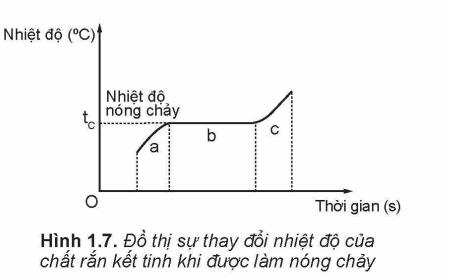 Nhiệt độ (ºC)
Nhiệt độ
nóng chảy
tc
a
b
c
O
Thời gian (s)
Hình 1.7. Đồ thị sự thay đổi nhiệt độ của
chất rắn kết tinh khi được làm nóng chảy